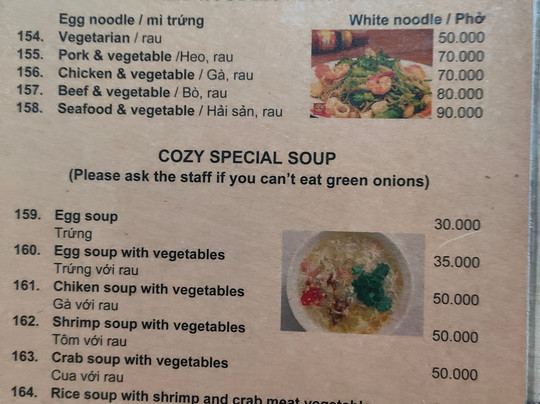 Egg noodle / mì trứng White noodle / Phở
154. Vegetarian / rau 50.000
155. Pork & vegetable /Heo, rau 70.000
156. Chicken & vegetable / Gà, rau 70.000
157. Beef & vegetable / Bò, rau 80.000
158. Seafood & vegetable / Hải sản, rau 90.000
COZY SPECIAL SOUP
(Please ask the staff if you can't eat green onions)
159. Egg soup 30.000
Trứng
160. Egg soup with vegetables 35.000
Trứng với rau
161. Chiken soup with vegetables 50.000
Gà với rau
162. Shrimp soup with vegetables 50.000
Tôm với rau
163. Crab soup with vegetables 50.000
Cua với rau
164. Rice soup with shrimp and crab meat